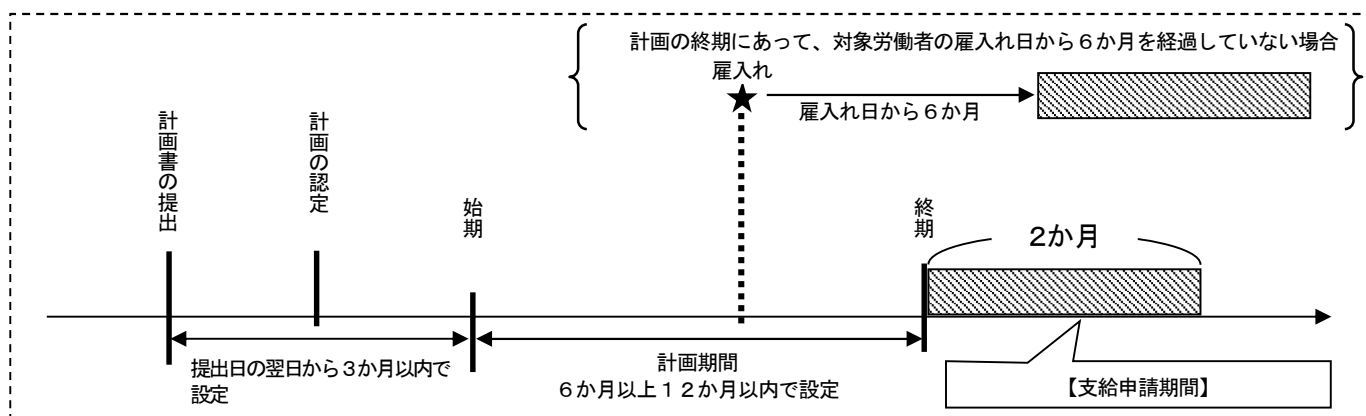 計画の終期にあって、対象労働者の雇入れ日から６か月を経過していない場合
雇入れ
雇入れ日から６か月
計画書の提出
計画の認定
始期
終期
2か月
提出日の翌日から３か月以内で
設定
計画期間
６か月以上１２か月以内で設定
【支給申請期間】